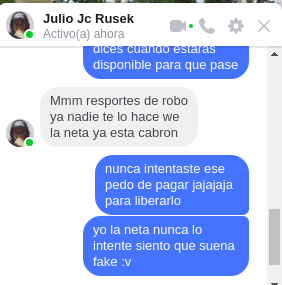 Julio Jc Rusek
Activo(a) ahora
dices cuando estaras
disponible para que pase
Mmm resportes de robo
ya nadie te lo hace we
la neta ya esta cabron
nunca intentaste ese
pedo de pagar jajajaja
para liberarlo
yo la neta nunca lo
intente siento que suena
fake :v